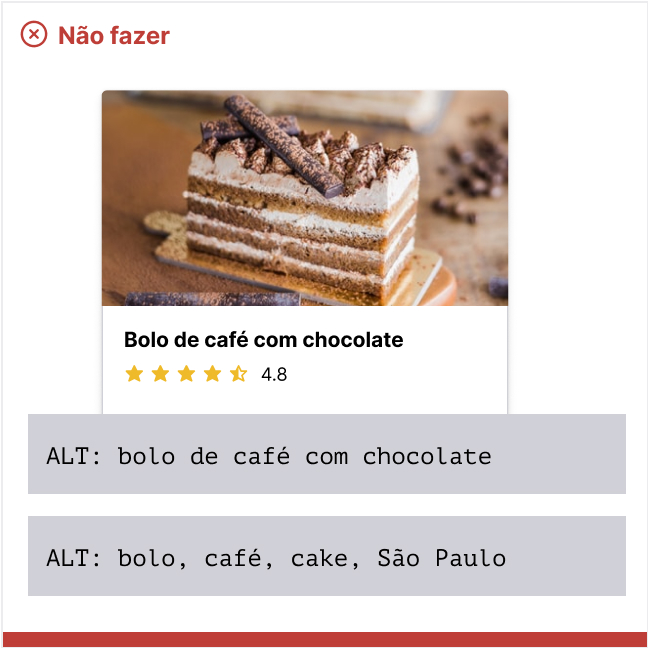 Não fazer
Bolo de café com chocolate
4.8
ALT: bolo de café com chocolate
ALT: bolo, café, cake, São Paulo